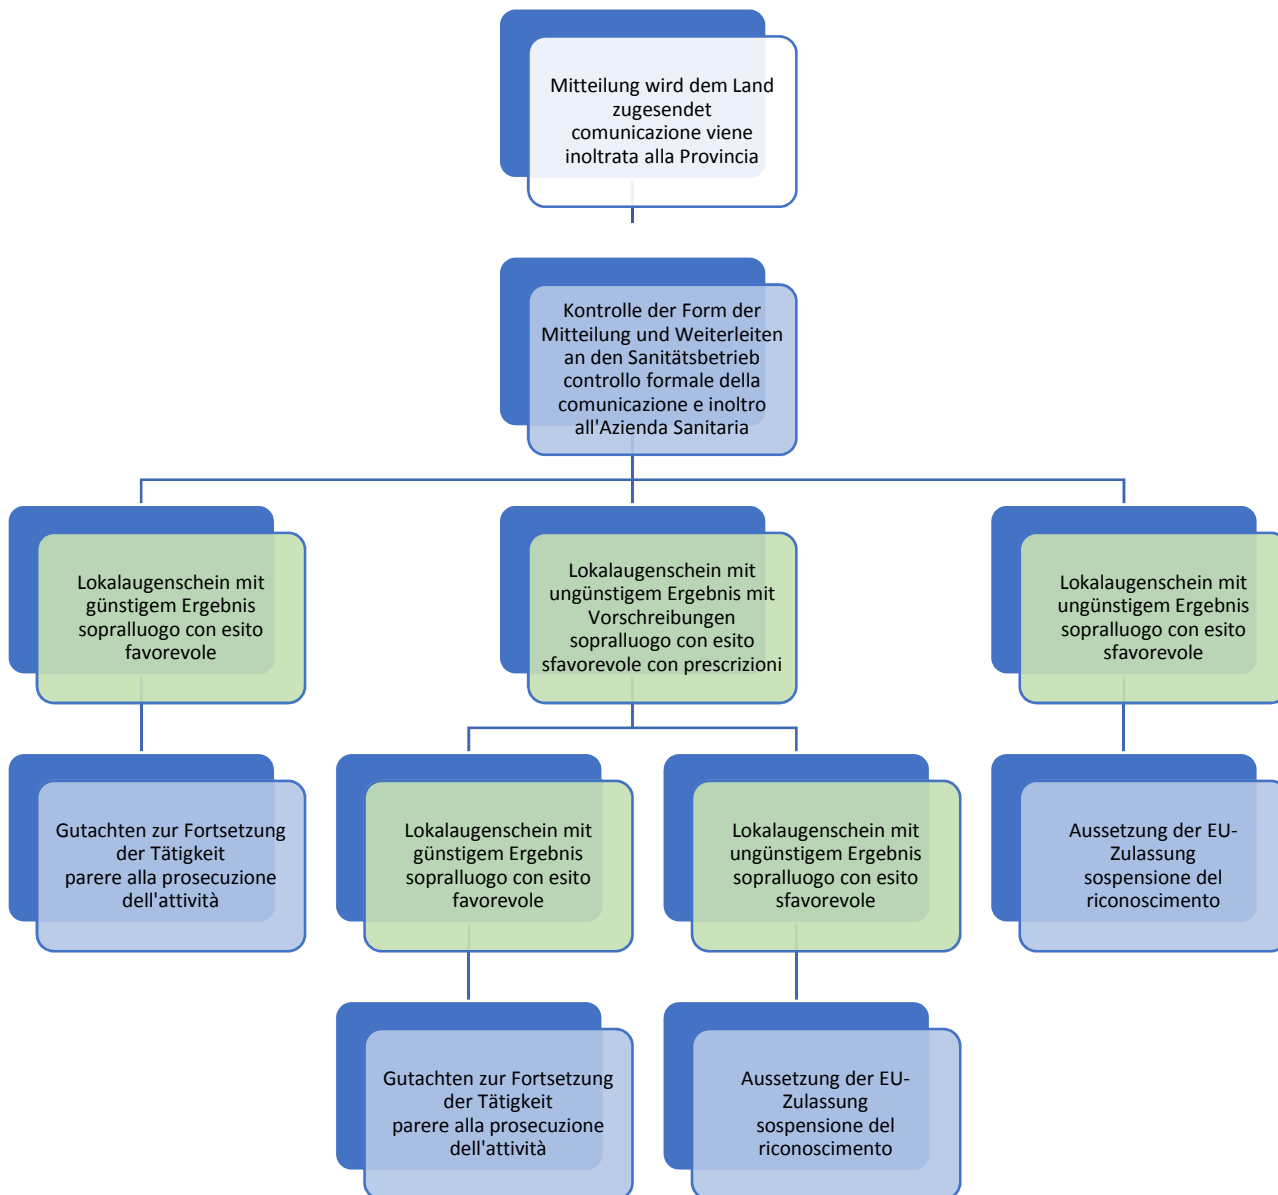 Mitteilung wird dem Land
zugesendet
comunicazione viene
inoltrata alla Provincia
Kontrolle der Form der
Mitteilung und Weiterleiten
an den Sanitätsbetrieb
controllo formale della
comunicazione e inoltro
all'Azienda Sanitaria
Lokalaugenschein mit
günstigem Ergebnis
sopralluogo con esito
favorevole
Lokalaugenschein mit
ungünstigem Ergebnis mit
Vorschreibungen
sopralluogo con esito
sfavorevole con prescrizioni
Lokalaugenschein mit
ungünstigem Ergebnis
sopralluogo con esito
sfavorevole
Gutachten zur Fortsetzung
der Tätigkeit
parere alla prosecuzione
dell'attività
Lokalaugenschein mit
günstigem Ergebnis
sopralluogo con esito
favorevole
Lokalaugenschein mit
ungünstigem Ergebnis
sopralluogo con esito
sfavorevole
Aussetzung der EU-
Zulassung
sospensione del
riconoscimento
Gutachten zur Fortsetzung
der Tätigkeit
parere alla prosecuzione
dell'attività
Aussetzung der EU-
Zulassung
sospensione del
riconoscimento